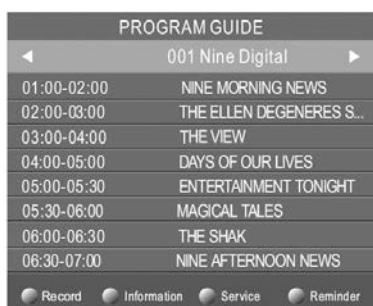 PROGRAM GUIDE
001 Nine Digital
01:00-02:00 NINE MORNING NEWS
02:00-03:00 THE ELLEN DEGENERES S...
03:00-04:00 THE VIEW
04:00-05:00 DAYS OF OUR LIVES
05:00-05:30 ENTERTAINMENT TONIGHT
05:30-06:00 MAGICAL TALES
06:00-06:30 THE SHAK
06:30-07:00 NINE AFTERNOON NEWS
Record Information Service Reminder